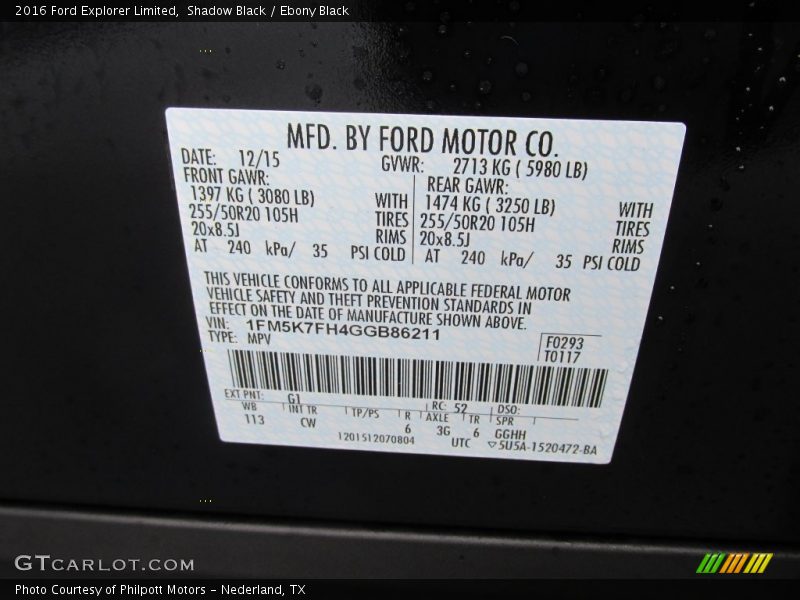 2016 Ford Explorer Limited, Shadow Black / Ebony Black
MFD. BY FORD MOTOR CO.
DATE: 12/15 GVWR: 2713 KG ( 5980 LB)
FRONT GAWR: REAR GAWR:
1397 KG ( 3080 LB) WITH 1474 KG ( 3250 LB) WITH
255/50R20 105H TIRES 255/50R20 105H TIRES
20x8.5J RIMS 20x8.5J RIMS
AT 240 kPa/ 35 PSI COLD AT 240 kPa/ 35 PSI COLD
THIS VEHICLE CONFORMS TO ALL APPLICABLE FEDERAL MOTOR
VEHICLE SAFETY AND THEFT PREVENTION STANDARDS IN
EFFECT ON THE DATE OF MANUFACTURE SHOWN ABOVE.
VIN: 1FM5K7FH4GGB86211
TYPE: MPV
F0293
T0117
EXT PNT: G1 RC: 52 DSO:
WB INT TR TP/PS R AXLE TR SPR
113 CW 6 3G 6 GGHH
1201512070804 UTC ▽5U5A-1520472-BA
GTCARLOT.COM
Photo Courtesy of Philpott Motors - Nederland, TX